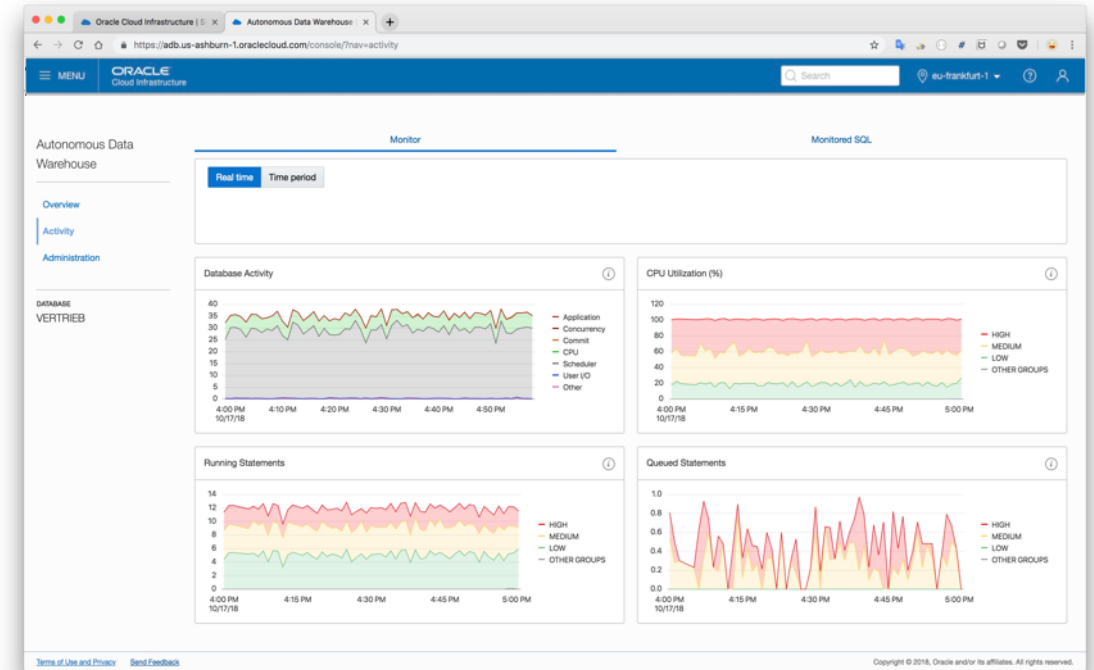 Oracle Cloud Infrastructure | S
Autonomous Data Warehouse |
https://adb.us-ashburn-1.oraclecloud.com/console/?nav=activity
MENU
ORACLE
Cloud Infrastructure
Search
eu-frankfurt-1
Autonomous Data
Warehouse
Overview
Activity
Administration
DATABASE
VERTRIEB
Monitor
Monitored SQL
Real time
Time period
Database Activity
40
35
30
25
20
15
10
5
0
4:00 PM 4:10 PM 4:20 PM 4:30 PM 4:40 PM 4:50 PM
10/17/18
Application
Concurrency
Commit
CPU
Scheduler
User I/O
Other
CPU Utilization (%)
120
100
80
60
40
20
0
4:00 PM 4:15 PM 4:30 PM 4:45 PM 5:00 PM
10/17/18
HIGH
MEDIUM
LOW
OTHER GROUPS
Running Statements
14
12
10
8
6
4
2
0
4:00 PM 4:15 PM 4:30 PM 4:45 PM 5:00 PM
10/17/18
HIGH
MEDIUM
LOW
OTHER GROUPS
Queued Statements
1.0
0.8
0.6
0.4
0.2
0.0
4:00 PM 4:15 PM 4:30 PM 4:45 PM 5:00 PM
10/17/18
HIGH
MEDIUM
LOW
OTHER GROUPS
Terms of Use and Privacy Send Feedback
Copyright © 2018, Oracle and/or its affiliates. All rights reserved.